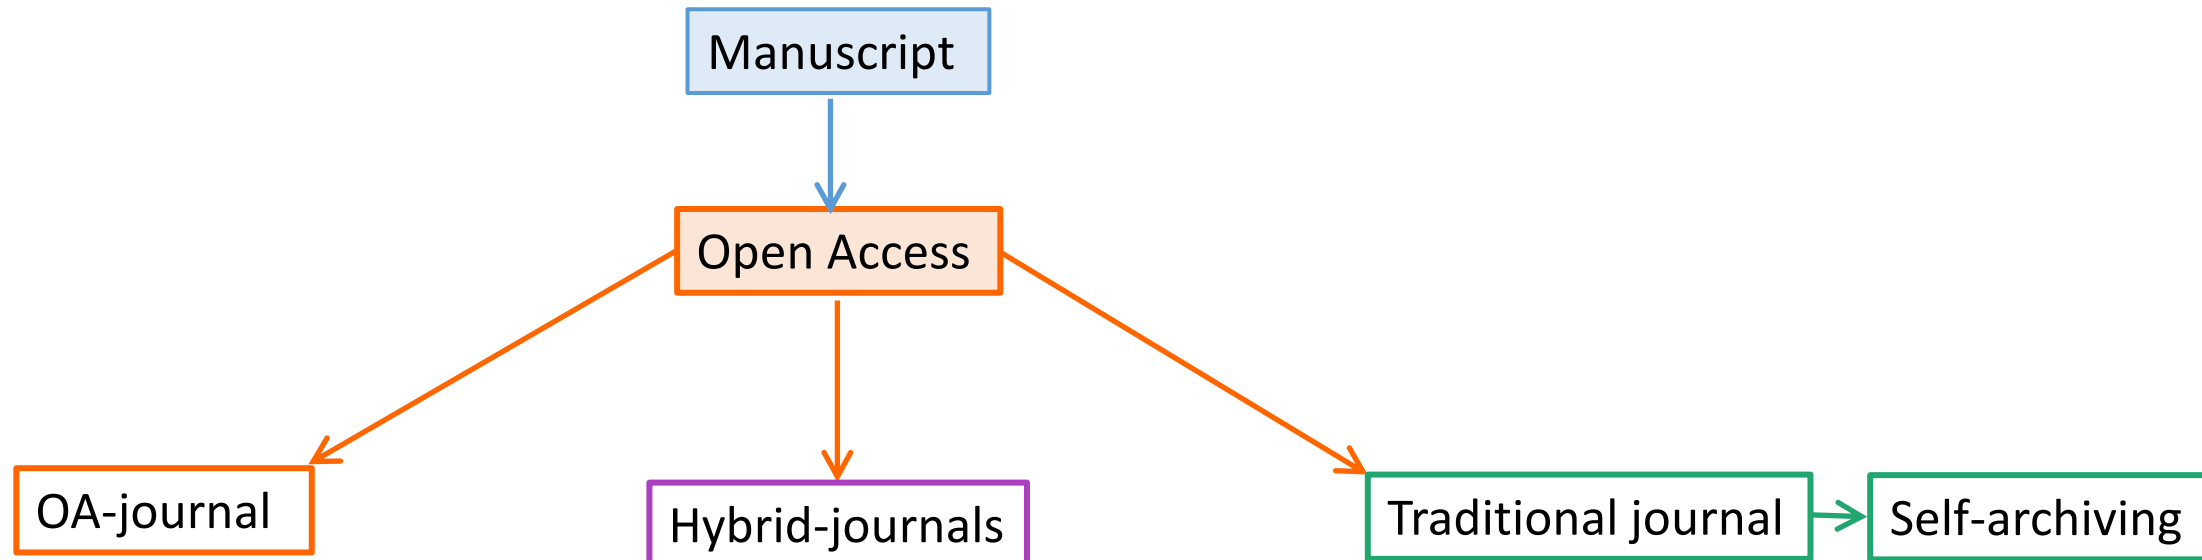 Manuscript
Open Access
OA-journal
Hybrid-journals
Traditional journal
Self-archiving